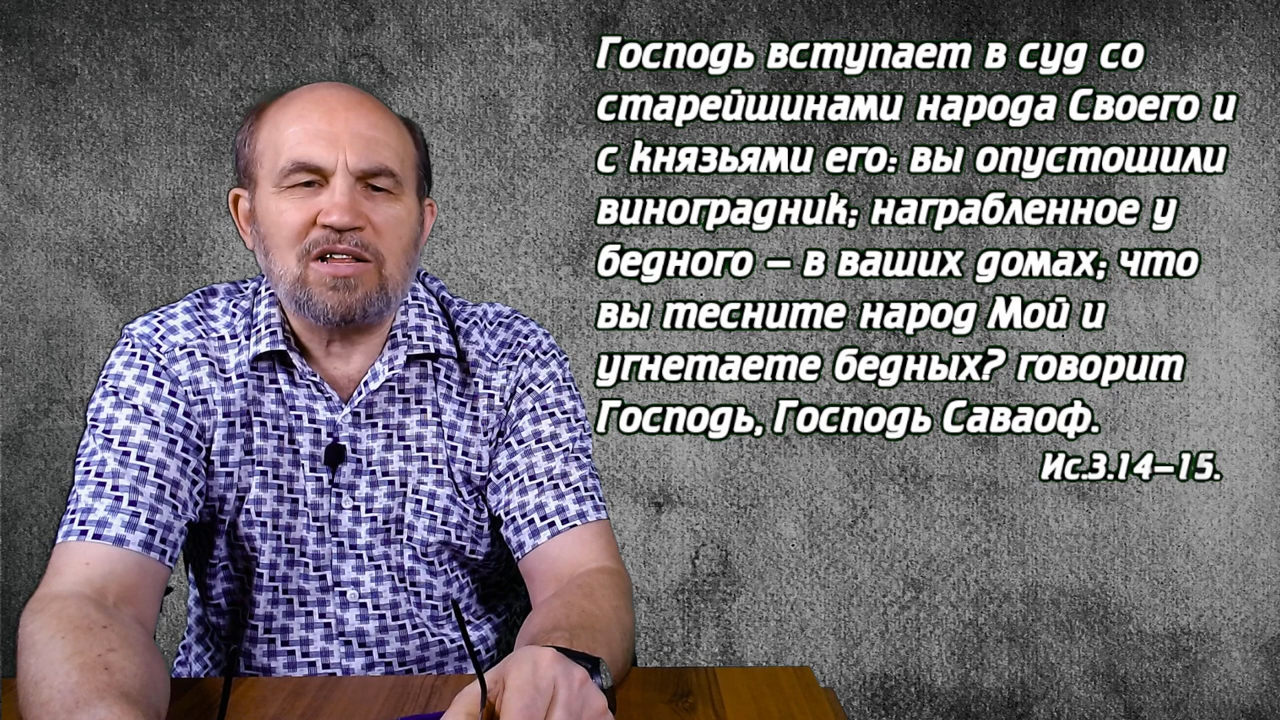 Господь вступает в суд со
старейшинами народа Своего и
с князьями его: вы опустошили
виноградник; награбленное у
бедного – в ваших домах; что
вы тесните народ Мой и
угнетаете бедных? говорит
Господь, Господь Саваоф.
Ис.3.14–15.